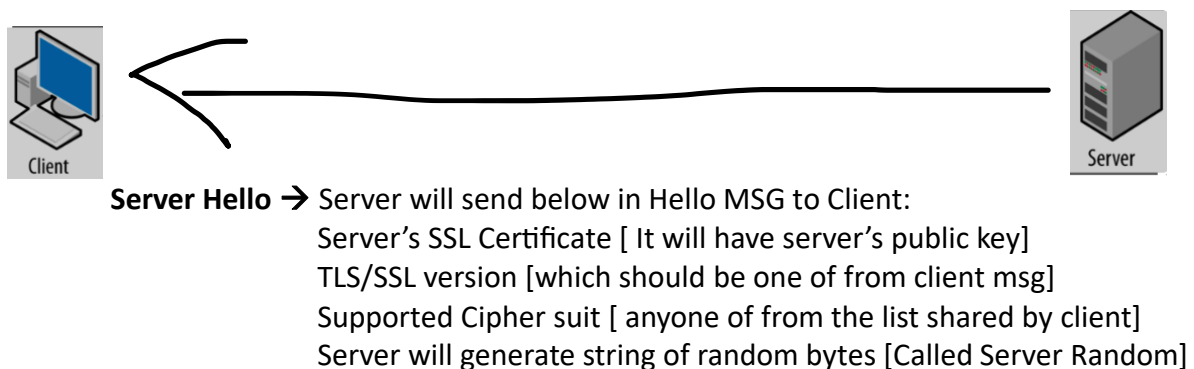 Client
Server
Server Hello → Server will send below in Hello MSG to Client:
Server’s SSL Certificate [ It will have server’s public key]
TLS/SSL version [which should be one of from client msg]
Supported Cipher suit [ anyone of from the list shared by client]
Server will generate string of random bytes [Called Server Random]